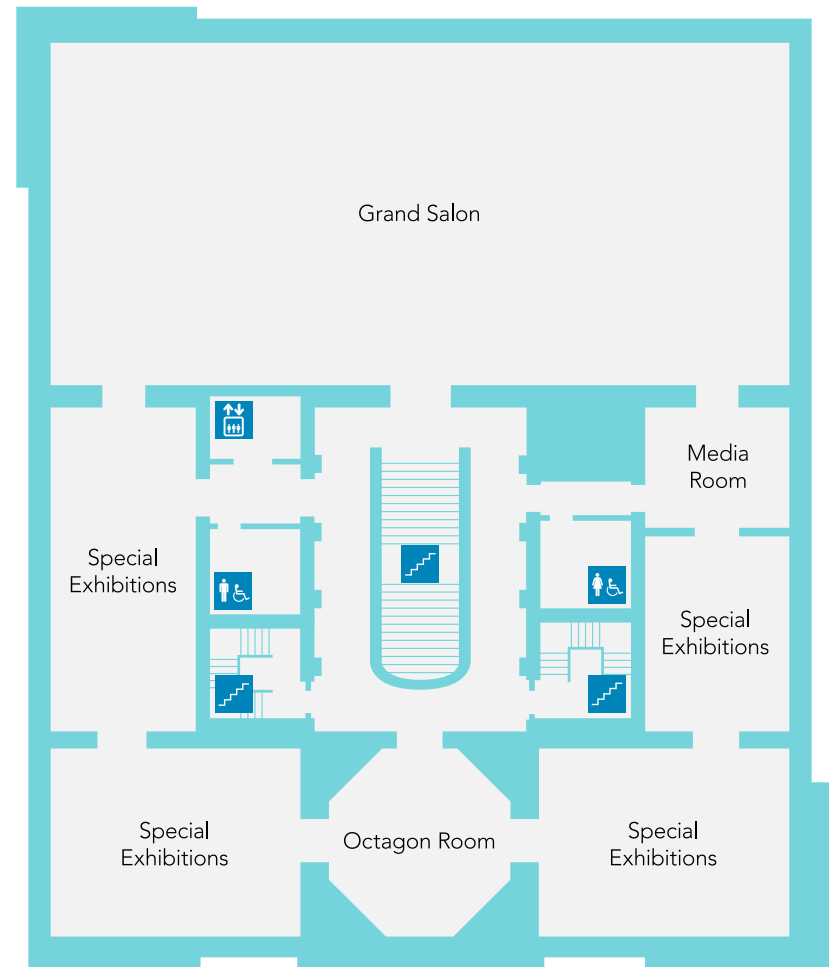 Grand Salon
Media
Room
Special
Exhibitions
Special
Exhibitions
Special
Exhibitions
Octagon Room
Special
Exhibitions